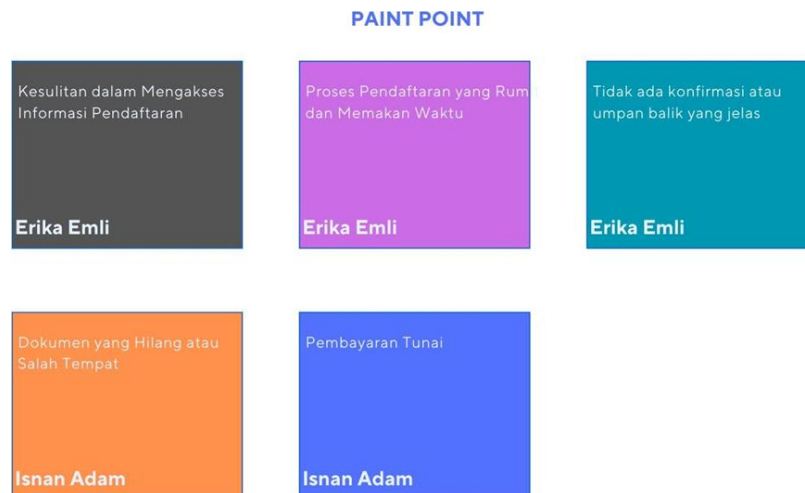 PAINT POINT
Kesulitan dalam Mengakses
Informasi Pendaftaran
Erika Emli
Proses Pendaftaran yang Rum
dan Memakan Waktu
Erika Emli
Tidak ada konfirmasi atau
umpan balik yang jelas
Erika Emli
Dokumen yang Hilang atau
Salah Tempat
Isnan Adam
Pembayaran Tunai
Isnan Adam